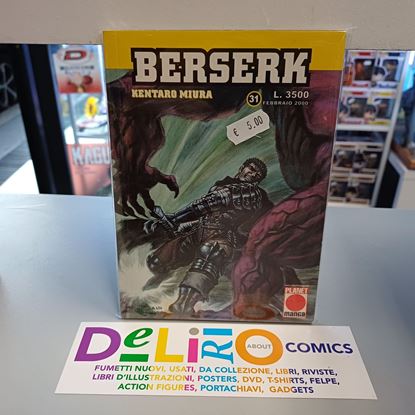 BERSERK
KENTARO MIURA
31
L. 3500
FEBBRAIO 2000
€ 5,00
PLANET
manga
DeLiRiO ABOUT COMICS
FUMETTI NUOVI, USATI, DA COLLEZIONE, LIBRI, RIVISTE,
LIBRI D'ILLUSTRAZIONI, POSTERS, DVD, T-SHIRTS, FELPE,
ACTION FIGURES, PORTACHIAVI, GADGETS